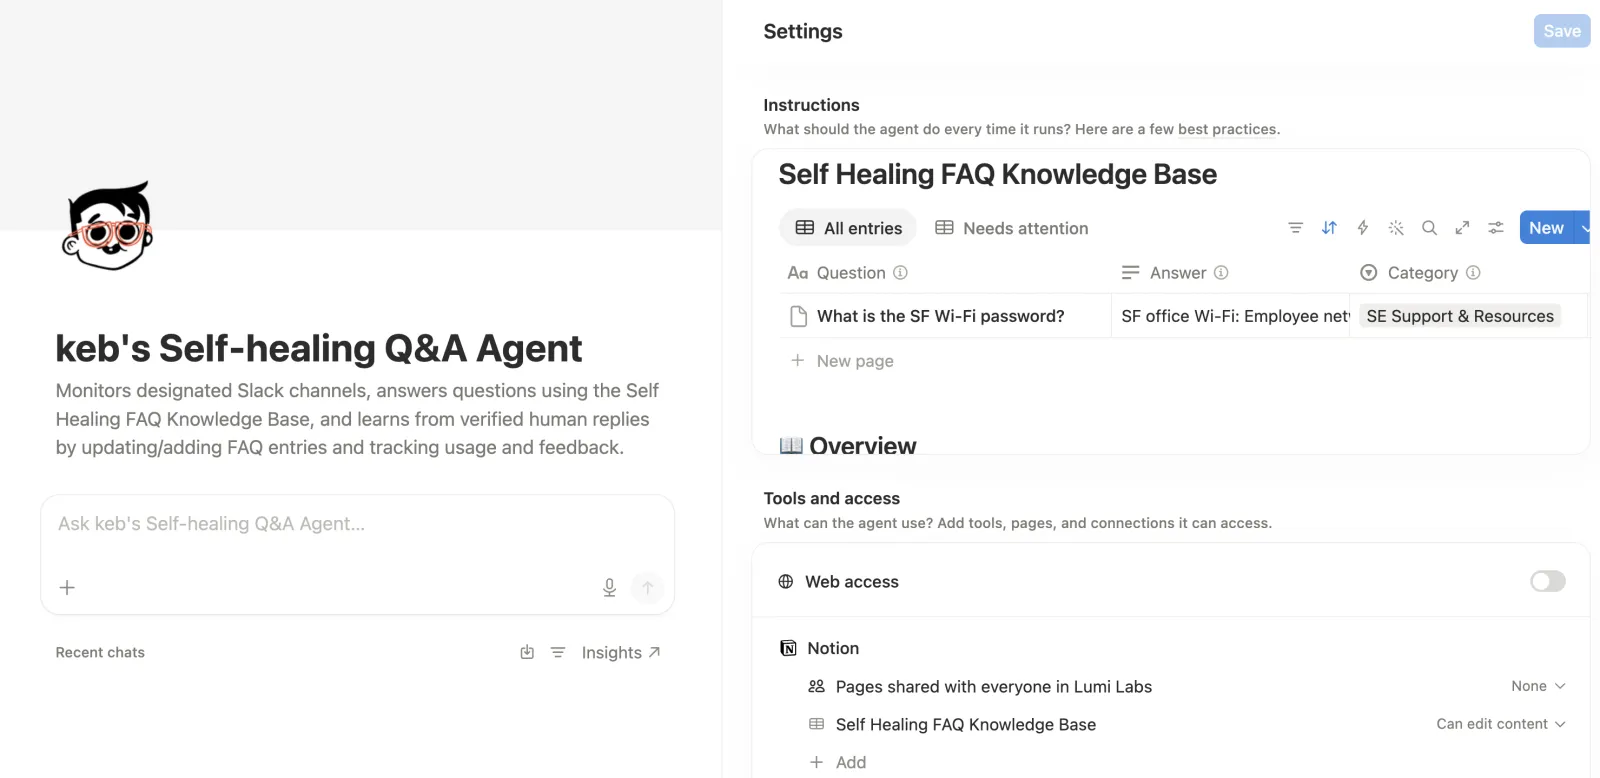 keb's Self-healing Q&A Agent
Monitors designated Slack channels, answers questions using the Self
Healing FAQ Knowledge Base, and learns from verified human replies
by updating/adding FAQ entries and tracking usage and feedback.
Ask keb's Self-healing Q&A Agent...
Recent chats
Insights
Settings
Save
Instructions
What should the agent do every time it runs? Here are a few best practices.
Self Healing FAQ Knowledge Base
All entries
Needs attention
New
Aa Question
Answer
Category
What is the SF Wi-Fi password?
SF office Wi-Fi: Employee net
SE Support & Resources
New page
Overview
Tools and access
What can the agent use? Add tools, pages, and connections it can access.
Web access
Notion
Pages shared with everyone in Lumi Labs
None
Self Healing FAQ Knowledge Base
Can edit content
Add